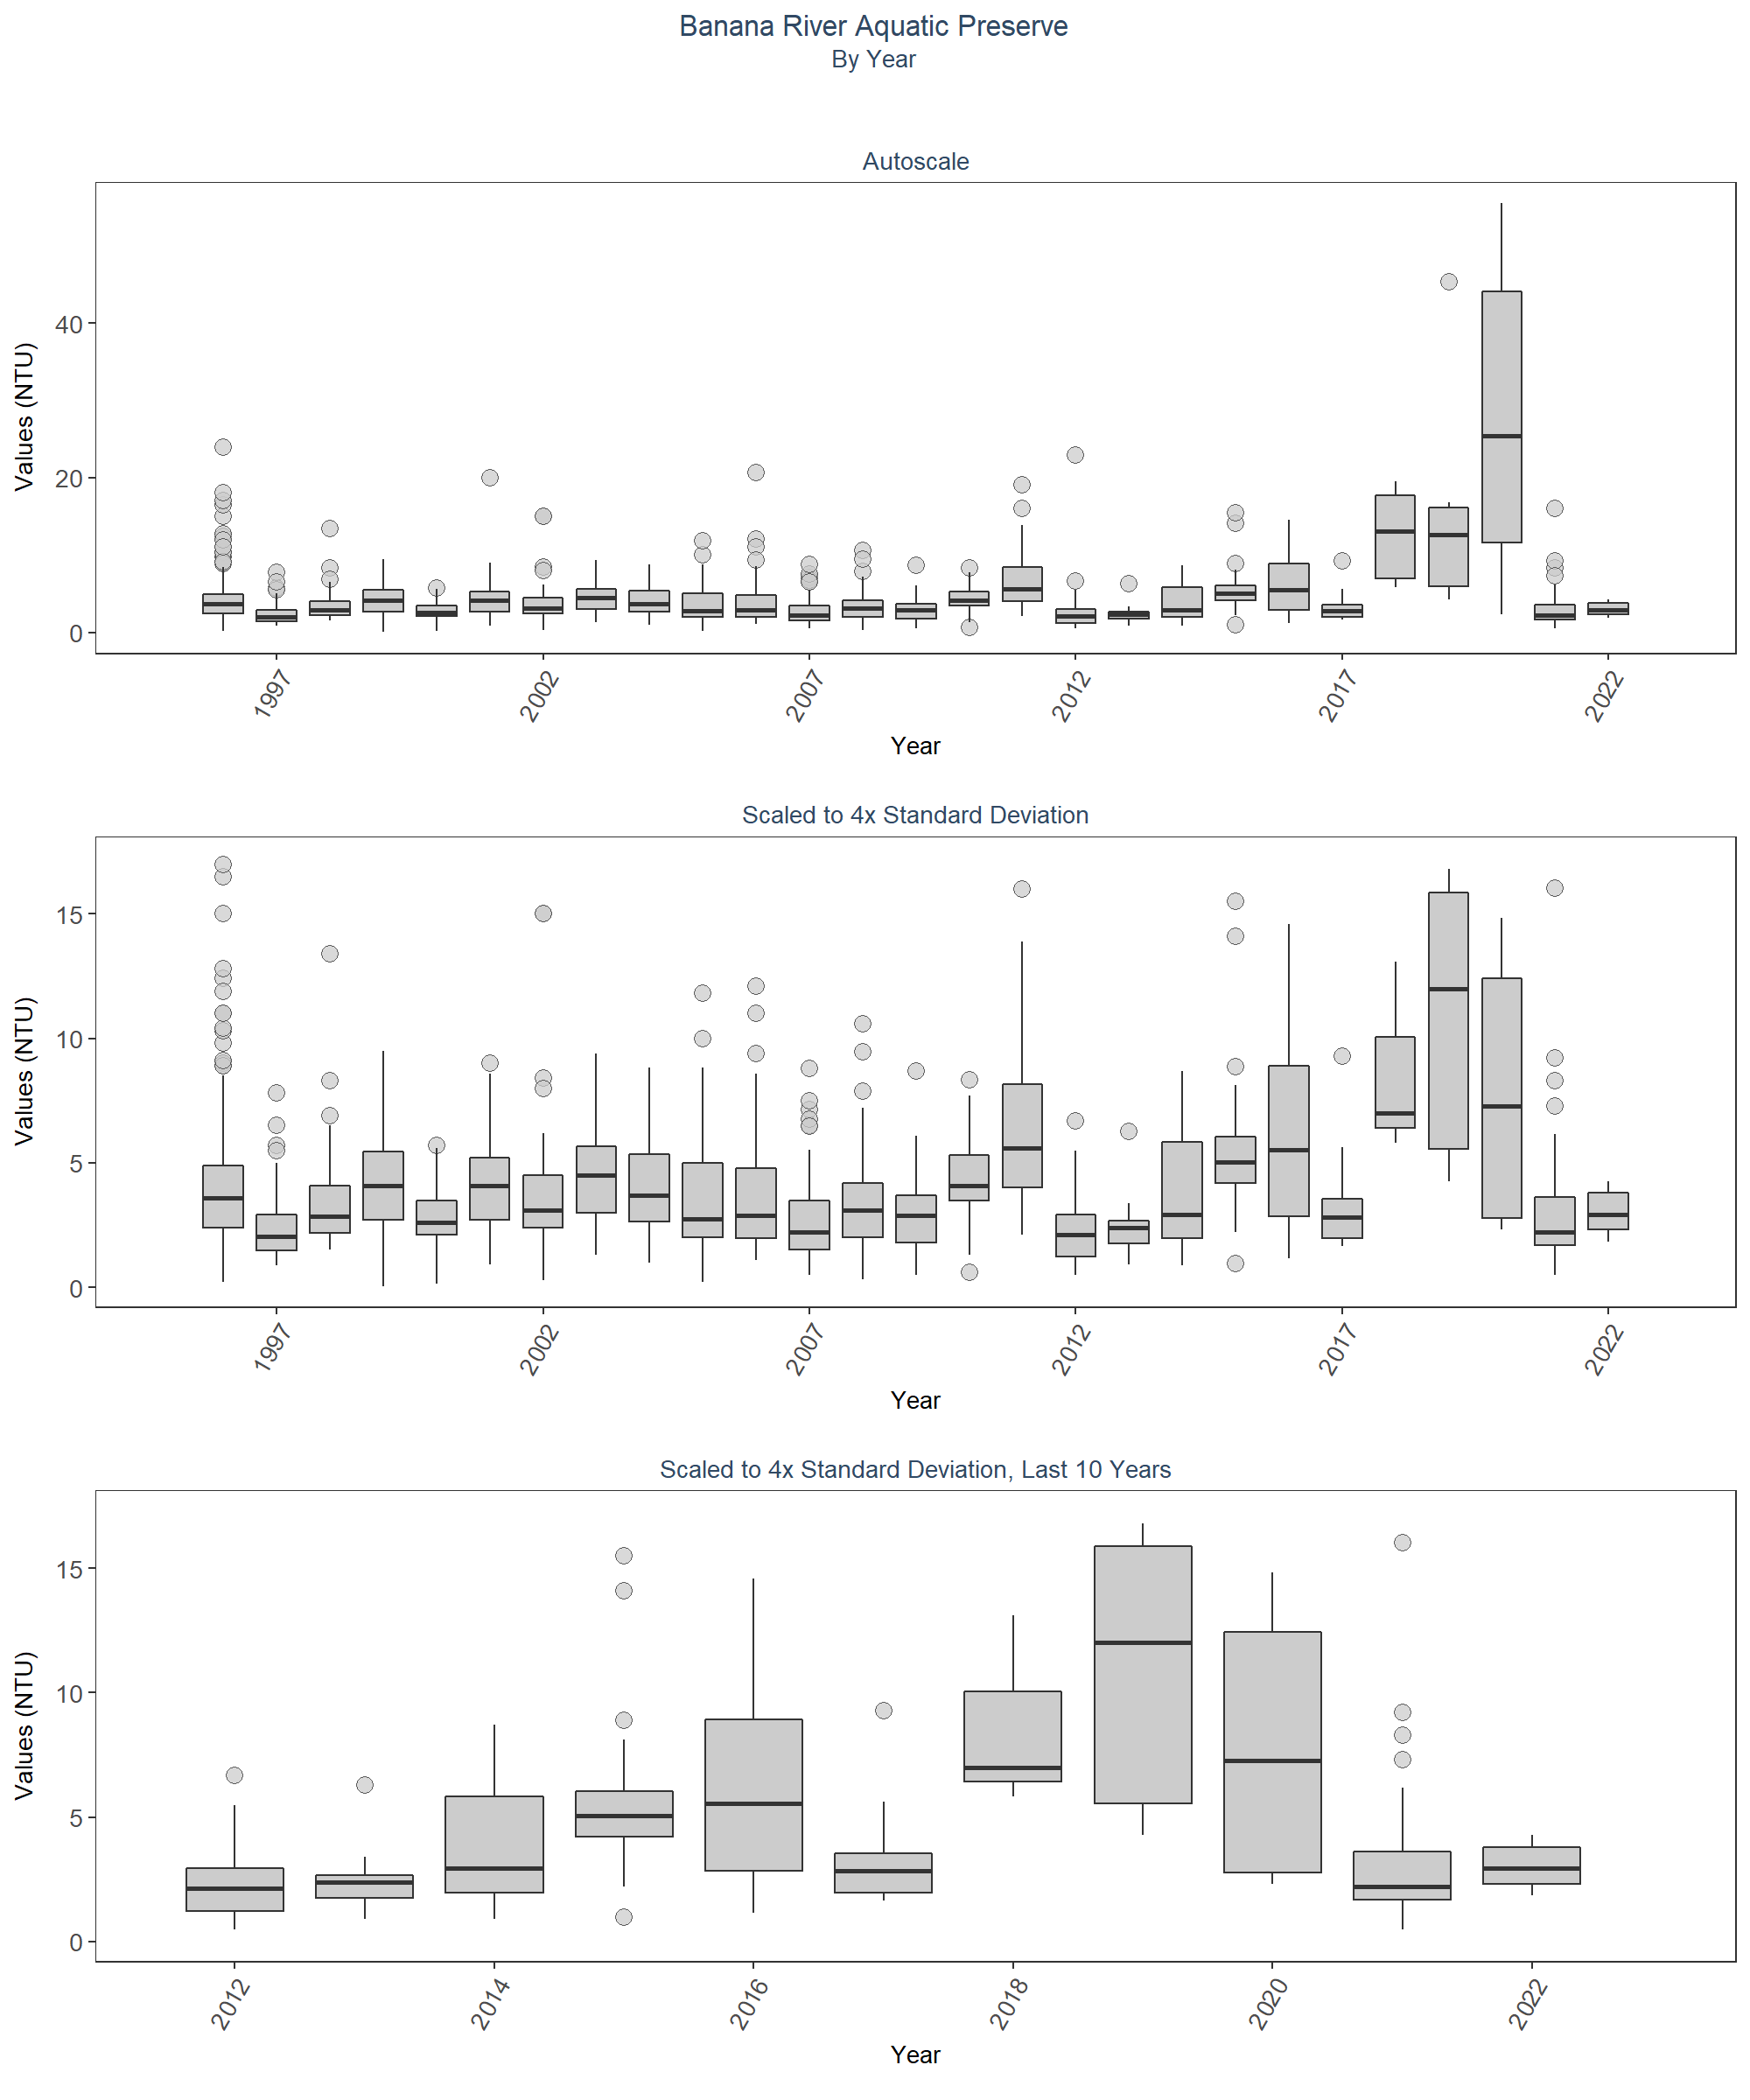 Banana River Aquatic Preserve
By Year
Autoscale
Values (NTU)
40
20
0
1997 2002 2007 2012 2017 2022
Year
Scaled to 4x Standard Deviation
Values (NTU)
15
10
5
0
1997 2002 2007 2012 2017 2022
Year
Scaled to 4x Standard Deviation, Last 10 Years
Values (NTU)
15
10
5
0
2012 2014 2016 2018 2020 2022
Year